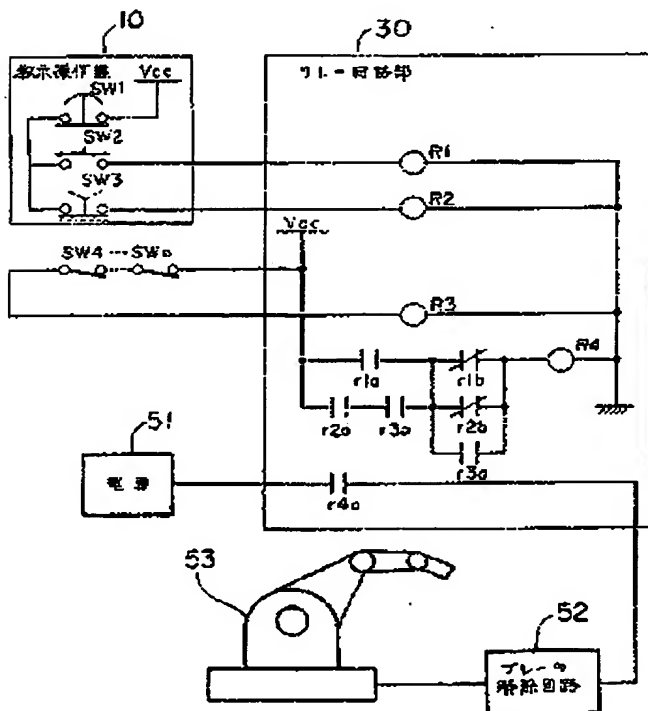 10
30
教示操作盤
Vcc
SW1
SW2
SW3
リレー回路部
R1
R2
Vcc
SW4…SWn
R3
R4
r1a
r1b
r2a
r3a
r2b
r3a
51
電源
r4a
53
52
ブレーキ
解除回路